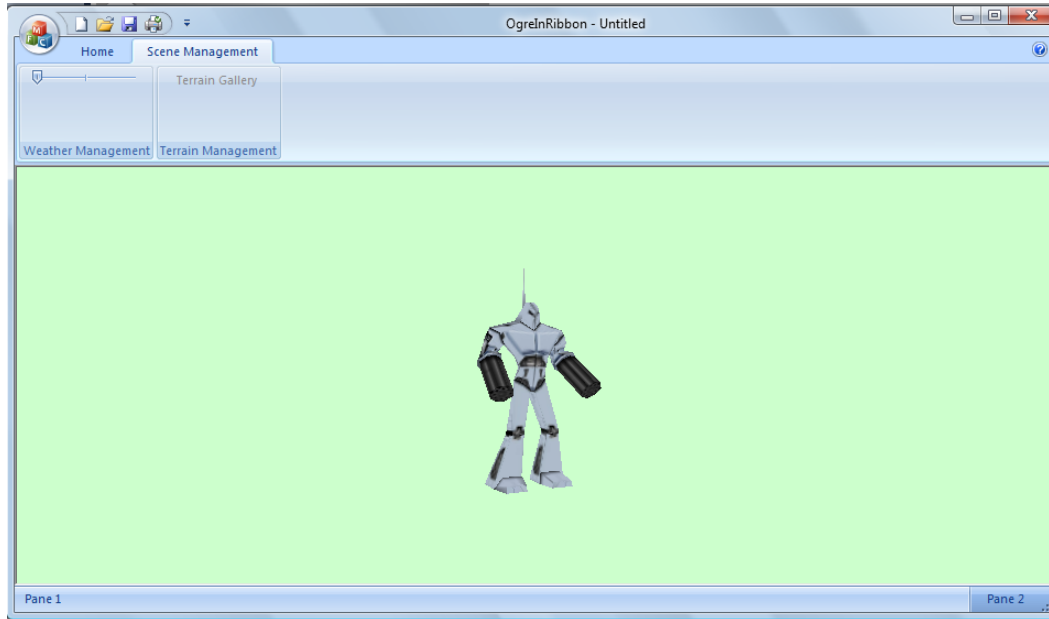 OgreInRibbon - Untitled
Home Scene Management
Terrain Gallery
Weather Management Terrain Management
Pane 1 Pane 2